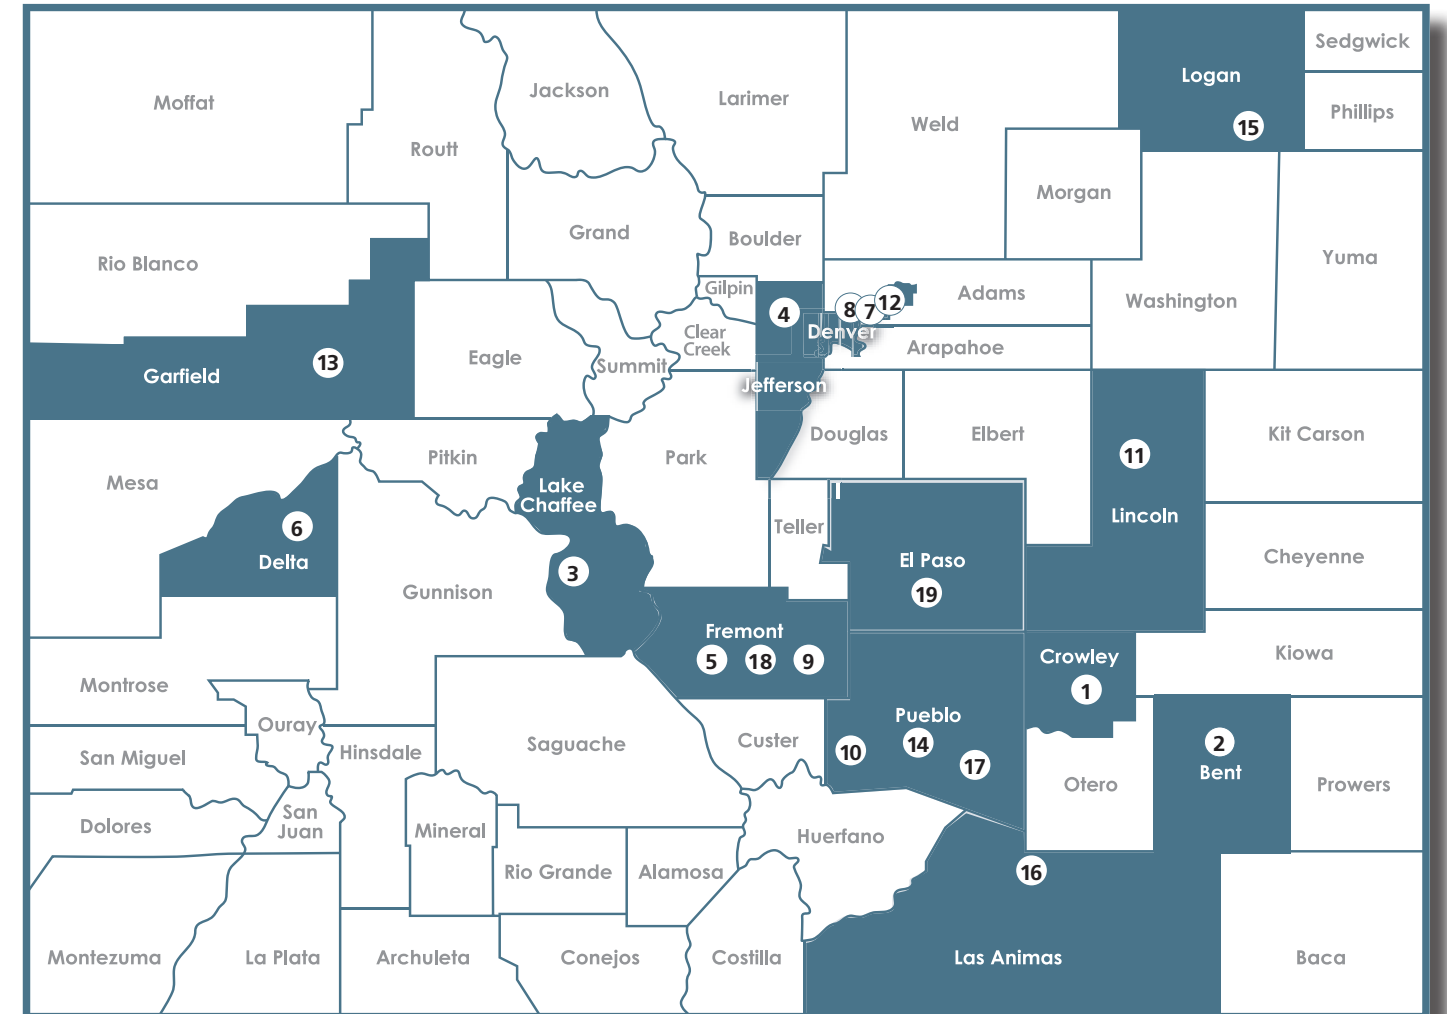 Sedgwick
Logan
Jackson
Larimer
Moffat
Phillips
Weld
15
Routt
Morgan
Grand
Boulder
Yuma
Rio Blanco
Gilpin
Adams
Washington
4
8
7
12
Denver
Clear
Creek
Arapahoe
Eagle
Summit
13
Garfield
Jefferson
Douglas
Elbert
Kit Carson
Pitkin
Park
11
Mesa
Lake
Chaffee
Lincoln
6
Teller
Delta
El Paso
Cheyenne
3
Gunnison
19
Fremont
5
18
9
Crowley
Kiowa
1
Montrose
Pueblo
Ouray
Hinsdale
Saguache
Custer
10
14
17
2
Bent
San Miguel
Otero
Prowers
Dolores
San
Juan
Mineral
Huerfano
Rio Grande
Alamosa
16
Montezuma
La Plata
Archuleta
Conejos
Costilla
Las Animas
Baca